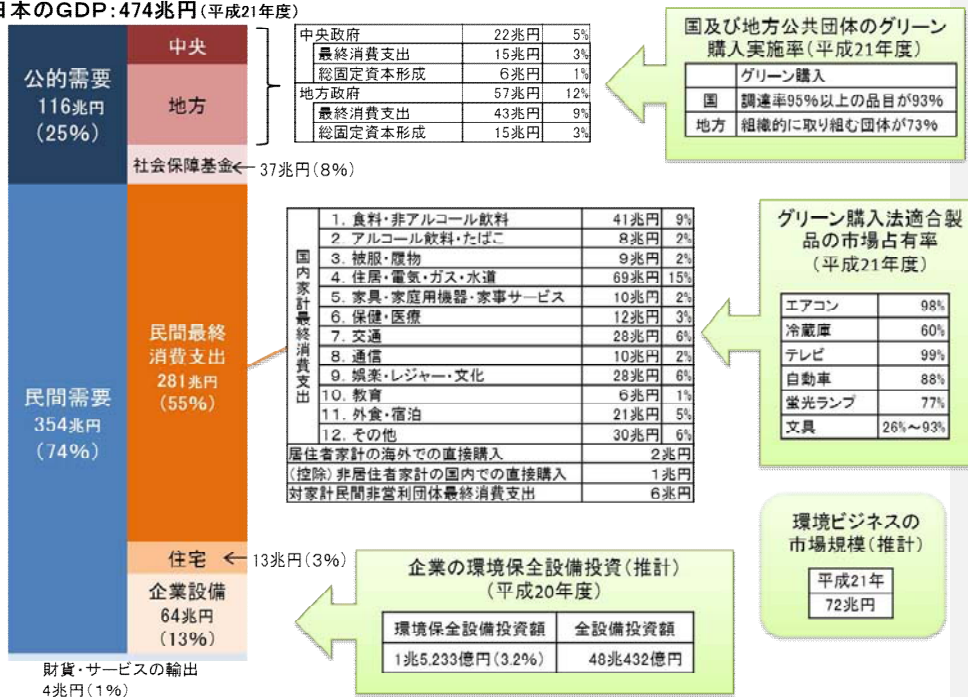 日本のGDP:474兆円(平成21年度)
公的需要
116兆円
(25%)
中央
地方
社会保障基金
37兆円(8%)
中央政府 22兆円 5%
最終消費支出 15兆円 3%
総固定資本形成 6兆円 1%
地方政府 57兆円 12%
最終消費支出 43兆円 9%
総固定資本形成 15兆円 3%
国及び地方公共団体のグリーン
購入実施率(平成21年度)
グリーン購入
国 調達率95%以上の品目が93%
地方 組織的に取り組む団体が73%
民間需要
354兆円
(74%)
民間最終
消費支出
281兆円
(55%)
国内家計最終消費支出
1. 食料・非アルコール飲料 41兆円 9%
2. アルコール飲料・たばこ 8兆円 2%
3. 被服・履物 9兆円 2%
4. 住居・電気・ガス・水道 69兆円 15%
5. 家具・家庭用機器・家事サービス 10兆円 2%
6. 保健・医療 12兆円 3%
7. 交通 28兆円 6%
8. 通信 10兆円 2%
9. 娯楽・レジャー・文化 28兆円 6%
10. 教育 6兆円 1%
11. 外食・宿泊 21兆円 5%
12. その他 30兆円 6%
居住者家計の海外での直接購入 2兆円
(控除)非居住者家計の国内での直接購入 1兆円
対家計民間非営利団体最終消費支出 6兆円
グリーン購入法適合製
品の市場占有率
(平成21年度)
エアコン 98%
冷蔵庫 60%
テレビ 99%
自動車 88%
蛍光ランプ 77%
文具 26%～93%
住宅
13兆円(3%)
企業設備
64兆円
(13%)
企業の環境保全設備投資(推計)
(平成20年度)
環境保全設備投資額 全設備投資額
1兆5,233億円(3.2%) 48兆432億円
環境ビジネスの
市場規模(推計)
平成21年
72兆円
財貨・サービスの輸出
4兆円(1%)